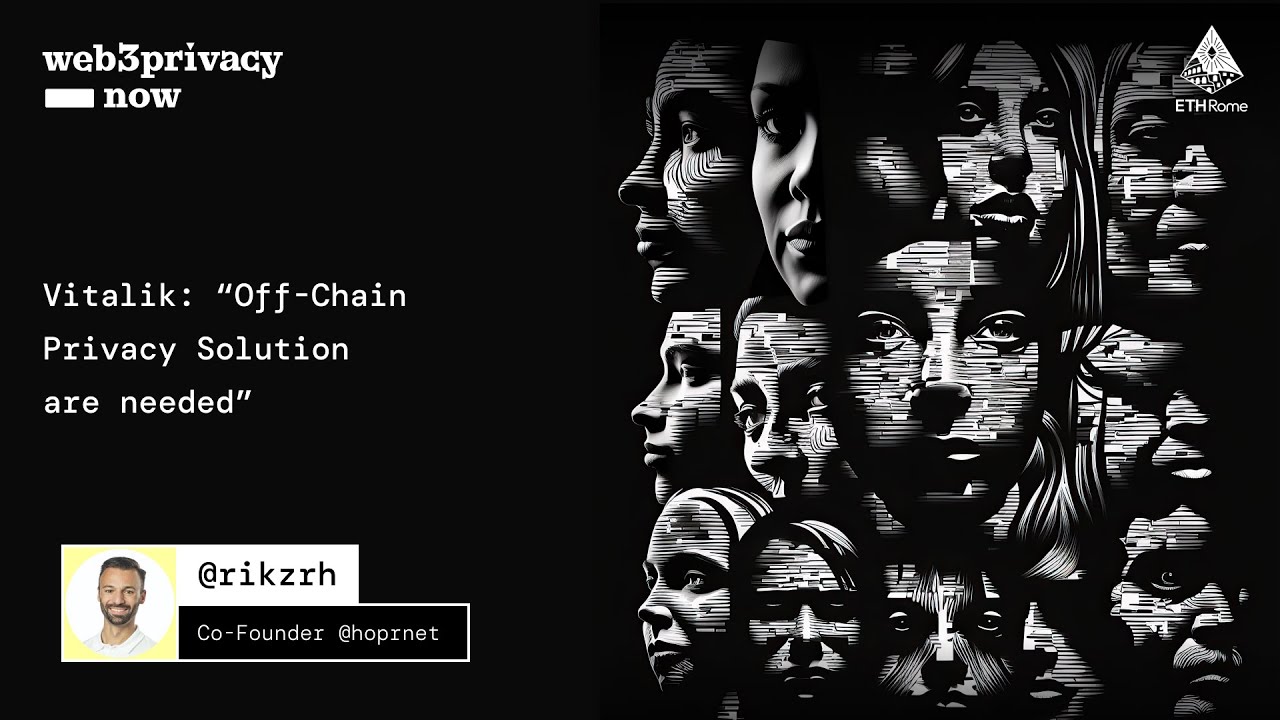 web3privacy
now
ETHRome
Vitalik: “Off-Chain
Privacy Solution
are needed”
@rikzrh
Co-Founder @hoprnet